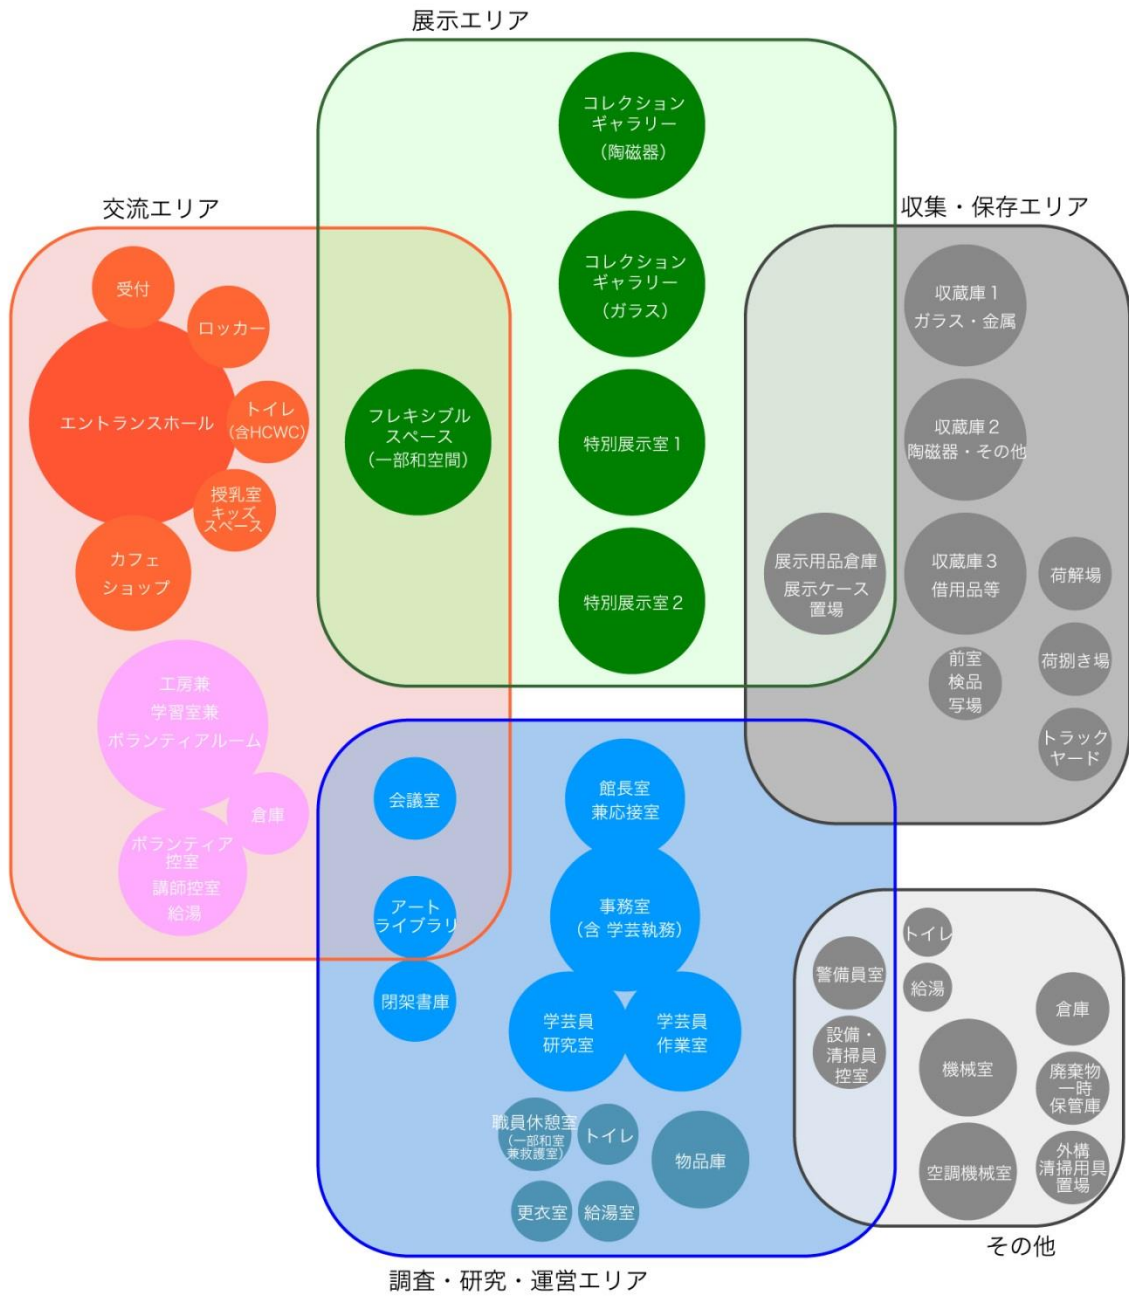 展示エリア
コレクション
ギャラリー
（陶磁器）
コレクション
ギャラリー
（ガラス）
特別展示室１
特別展示室２
交流エリア
受付
ロッカー
エントランスホール
トイレ
（含HCWC）
授乳室
キッズ
スペース
カフェ
ショップ
フレキシブル
スペース
（一部和空間）
工房兼
学習室兼
ボランティアルーム
倉庫
ボランティア
控室
講師控室
給湯
収集・保存エリア
収蔵庫１
ガラス・金属
収蔵庫２
陶磁器・その他
展示用品倉庫
展示ケース
置場
収蔵庫３
借用品等
荷解場
前室
検品
写場
荷捌き場
トラック
ヤード
会議室
アート
ライブラリ
閉架書庫
館長室
兼応接室
事務室
（含 学芸執務）
学芸員
研究室
学芸員
作業室
職員休憩室
（一部和室
兼救護室）
トイレ
物品庫
更衣室
給湯室
調査・研究・運営エリア
警備員室
設備・
清掃員
控室
トイレ
給湯
機械室
空調機械室
倉庫
廃棄物
一時
保管庫
外構
清掃用具
置場
その他